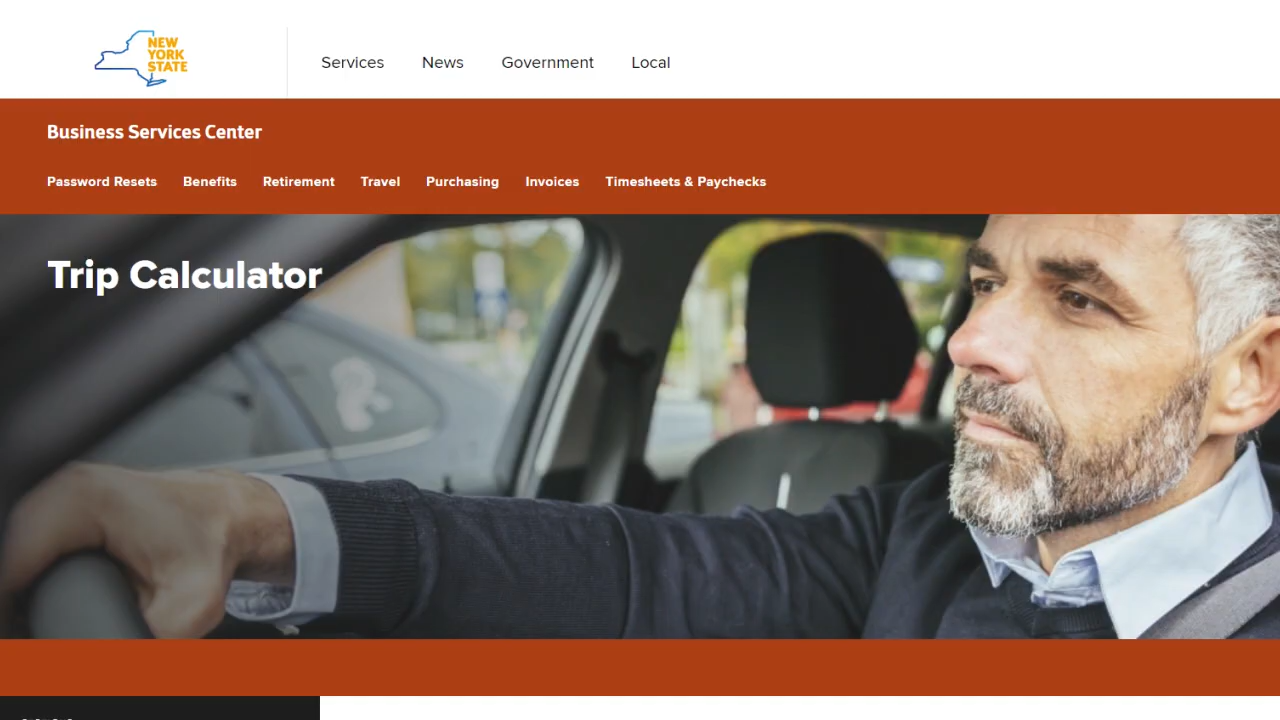 NEW
YORK
STATE
Services News Government Local
Business Services Center
Password Resets Benefits Retirement Travel Purchasing Invoices Timesheets & Paychecks
Trip Calculator